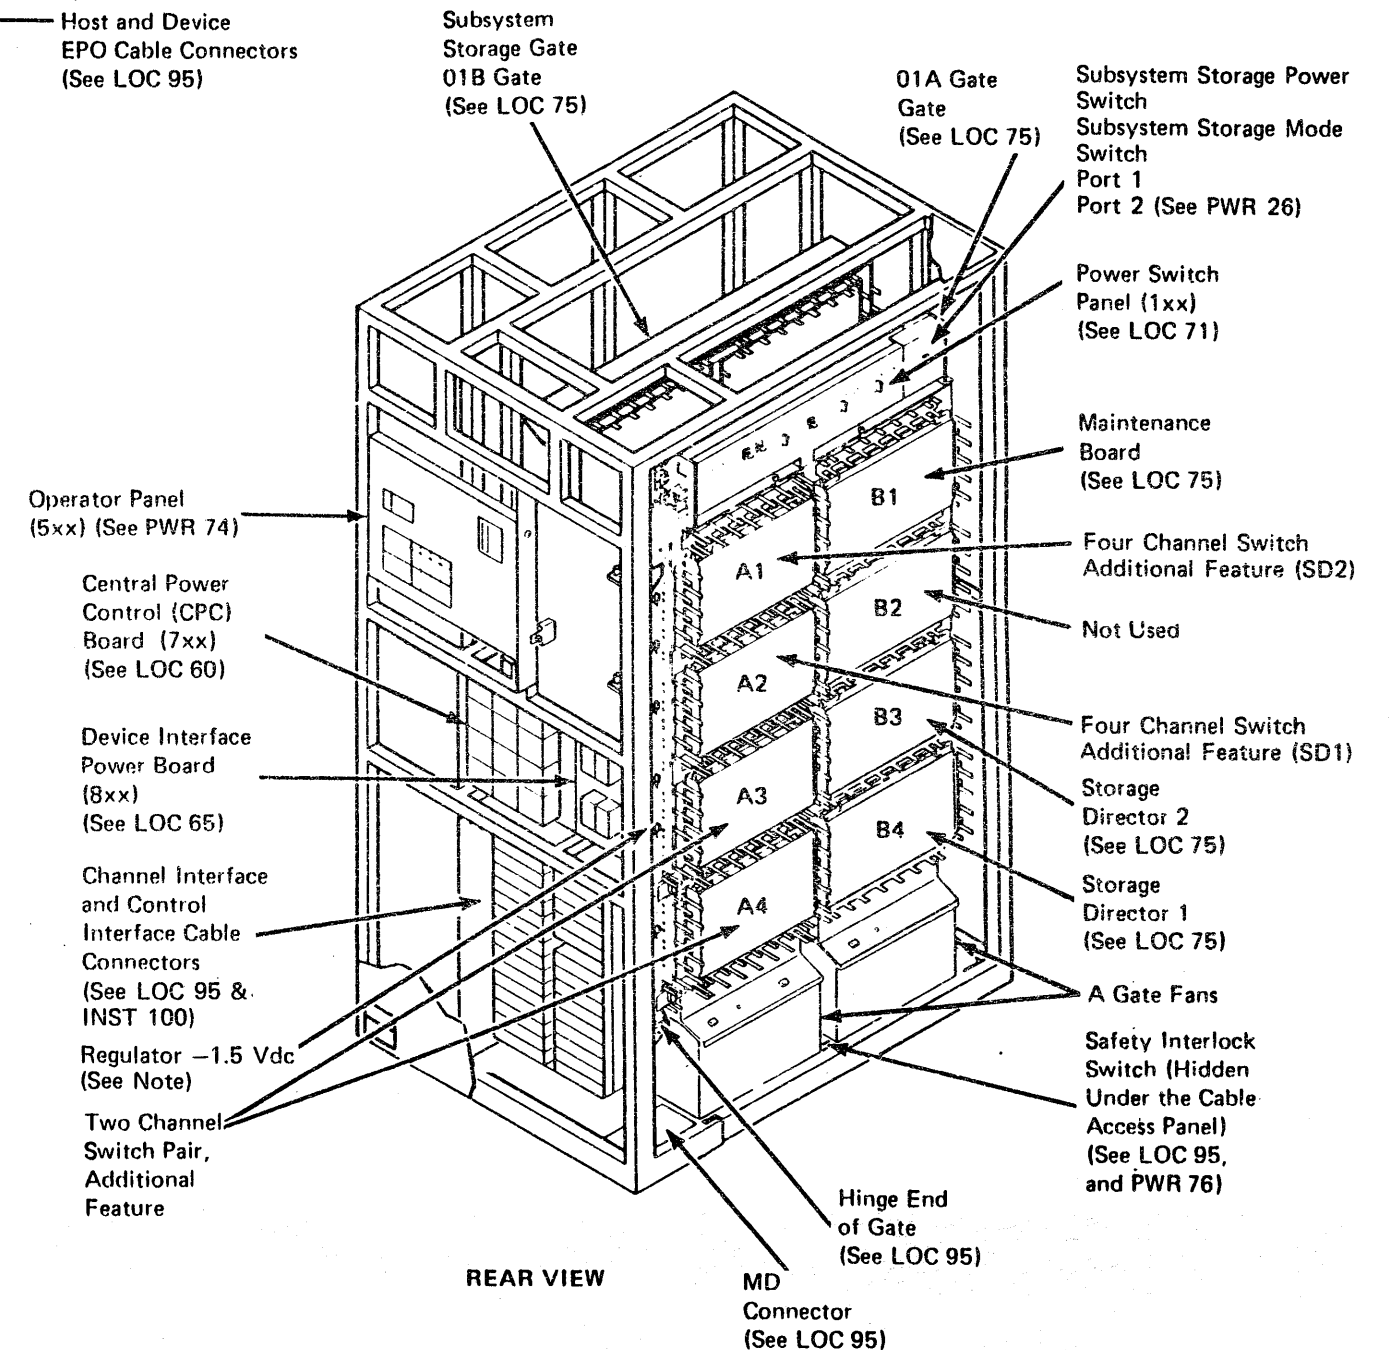 Host and Device
EPO Cable Connectors
(See LOC 95)
Subsystem
Storage Gate
01B Gate
(See LOC 75)
01A Gate
Gate
(See LOC 75)
Subsystem Storage Power
Switch
Subsystem Storage Mode
Switch
Port 1
Port 2 (See PWR 26)
Power Switch
Panel (1xx)
(See LOC 71)
Maintenance
Board
(See LOC 75)
Four Channel Switch
Additional Feature (SD2)
Not Used
Four Channel Switch
Additional Feature (SD1)
Storage
Director 2
(See LOC 75)
Storage
Director 1
(See LOC 75)
A Gate Fans
Safety Interlock
Switch (Hidden
Under the Cable
Access Panel)
(See LOC 95,
and PWR 76)
Operator Panel
(5xx) (See PWR 74)
Central Power
Control (CPC)
Board (7xx)
(See LOC 60)
Device Interface
Power Board
(8xx)
(See LOC 65)
Channel Interface
and Control
Interface Cable
Connectors
(See LOC 95 &
INST 100)
Regulator −1.5 Vdc
(See Note)
Two Channel
Switch Pair,
Additional
Feature
A1
A2
A3
A4
B1
B2
B3
B4
Hinge End
of Gate
(See LOC 95)
MD
Connector
(See LOC 95)
REAR VIEW